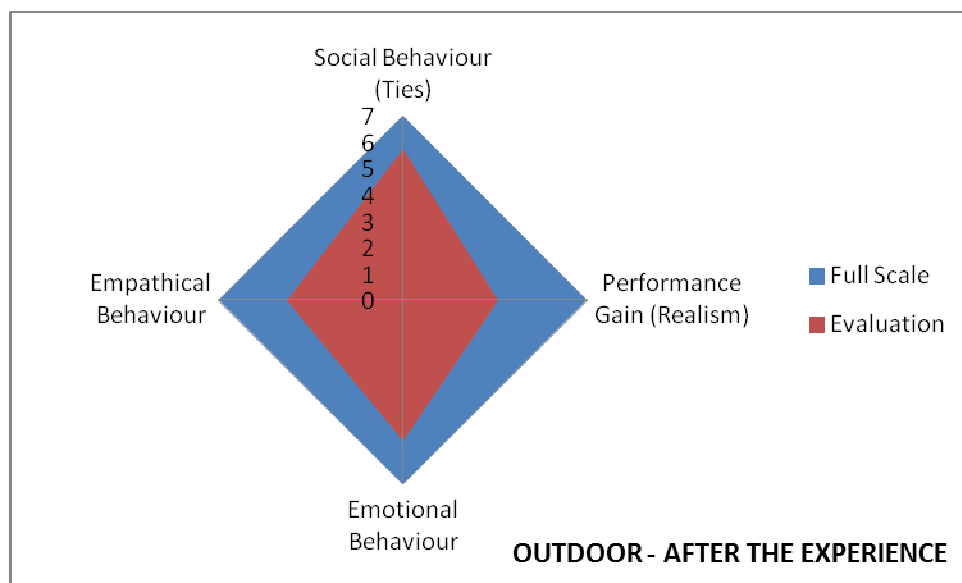 Social Behaviour
(Ties)
7
6
5
4
3
2
1
0
Empathical
Behaviour
Performance
Gain (Realism)
Full Scale
Evaluation
Emotional
Behaviour
OUTDOOR - AFTER THE EXPERIENCE